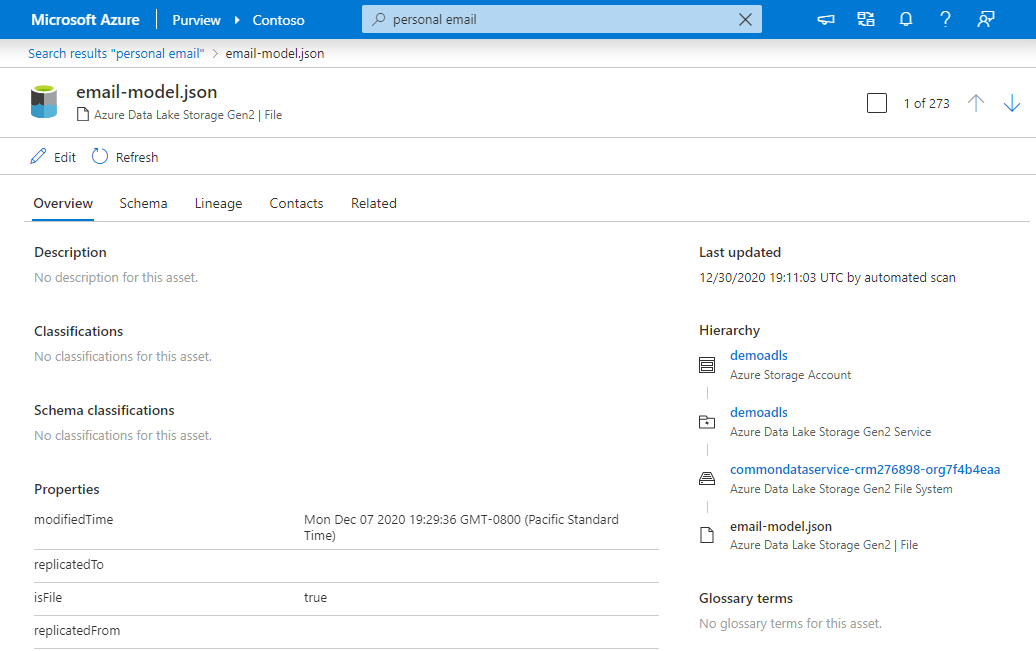 Microsoft Azure Purview Contoso personal email
Search results "personal email" > email-model.json
email-model.json
Azure Data Lake Storage Gen2 | File
1 of 273
Edit Refresh
Overview Schema Lineage Contacts Related
Description
No description for this asset.
Classifications
No classifications for this asset.
Schema classifications
No classifications for this asset.
Properties
modifiedTime Mon Dec 07 2020 19:29:36 GMT-0800 (Pacific Standard
Time)
replicatedTo
isFile true
replicatedFrom
Last updated
12/30/2020 19:11:03 UTC by automated scan
Hierarchy
demoadls
Azure Storage Account
demoadls
Azure Data Lake Storage Gen2 Service
commondataservice-crm276898-org7f4b4eaa
Azure Data Lake Storage Gen2 File System
email-model.json
Azure Data Lake Storage Gen2 | File
Glossary terms
No glossary terms for this asset.